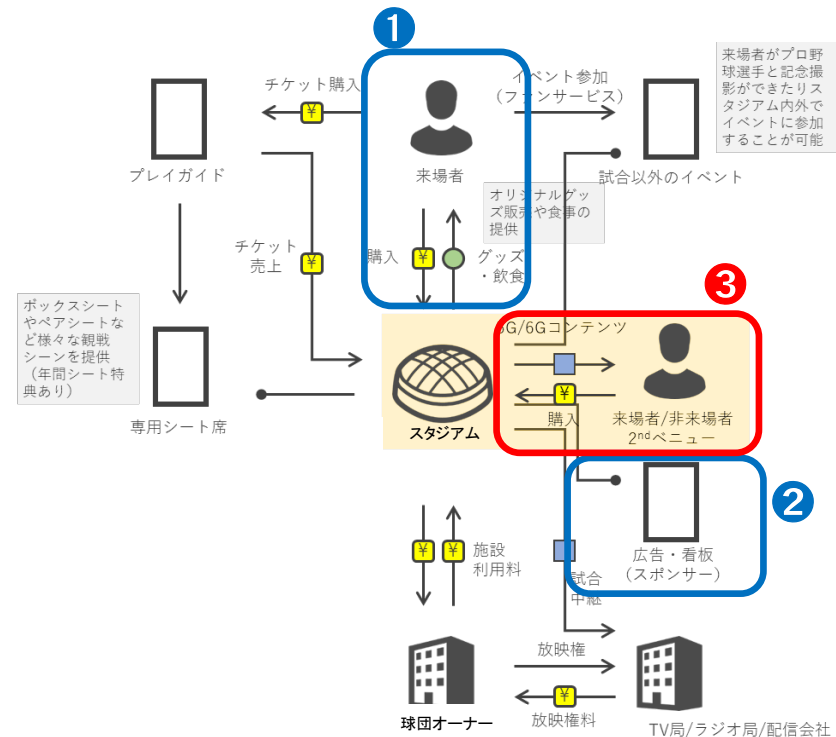 1
来場者がプロ野
球選手と記念撮
影ができたりス
タジアム内外で
イベントに参加
することが可能
チケット購入
¥
イベント参加
(ファンサービス)
プレイガイド
来場者
試合以外のイベント
オリジナルグッ
ズ販売や食事の
提供
チケット
売上
¥
購入
¥
グッズ
・飲食
3
ボックスシート
やペアシートな
ど様々な観戦
シーンを提供
(年間シート特
典あり)
5G/6Gコンテンツ
¥
購入
来場者/非来場者
2ndベニュー
専用シート席
スタジアム
2
広告・看板
(スポンサー)
¥
¥
施設
利用料
試合
中継
放映権
¥
放映権料
球団オーナー
TV局/ラジオ局/配信会社